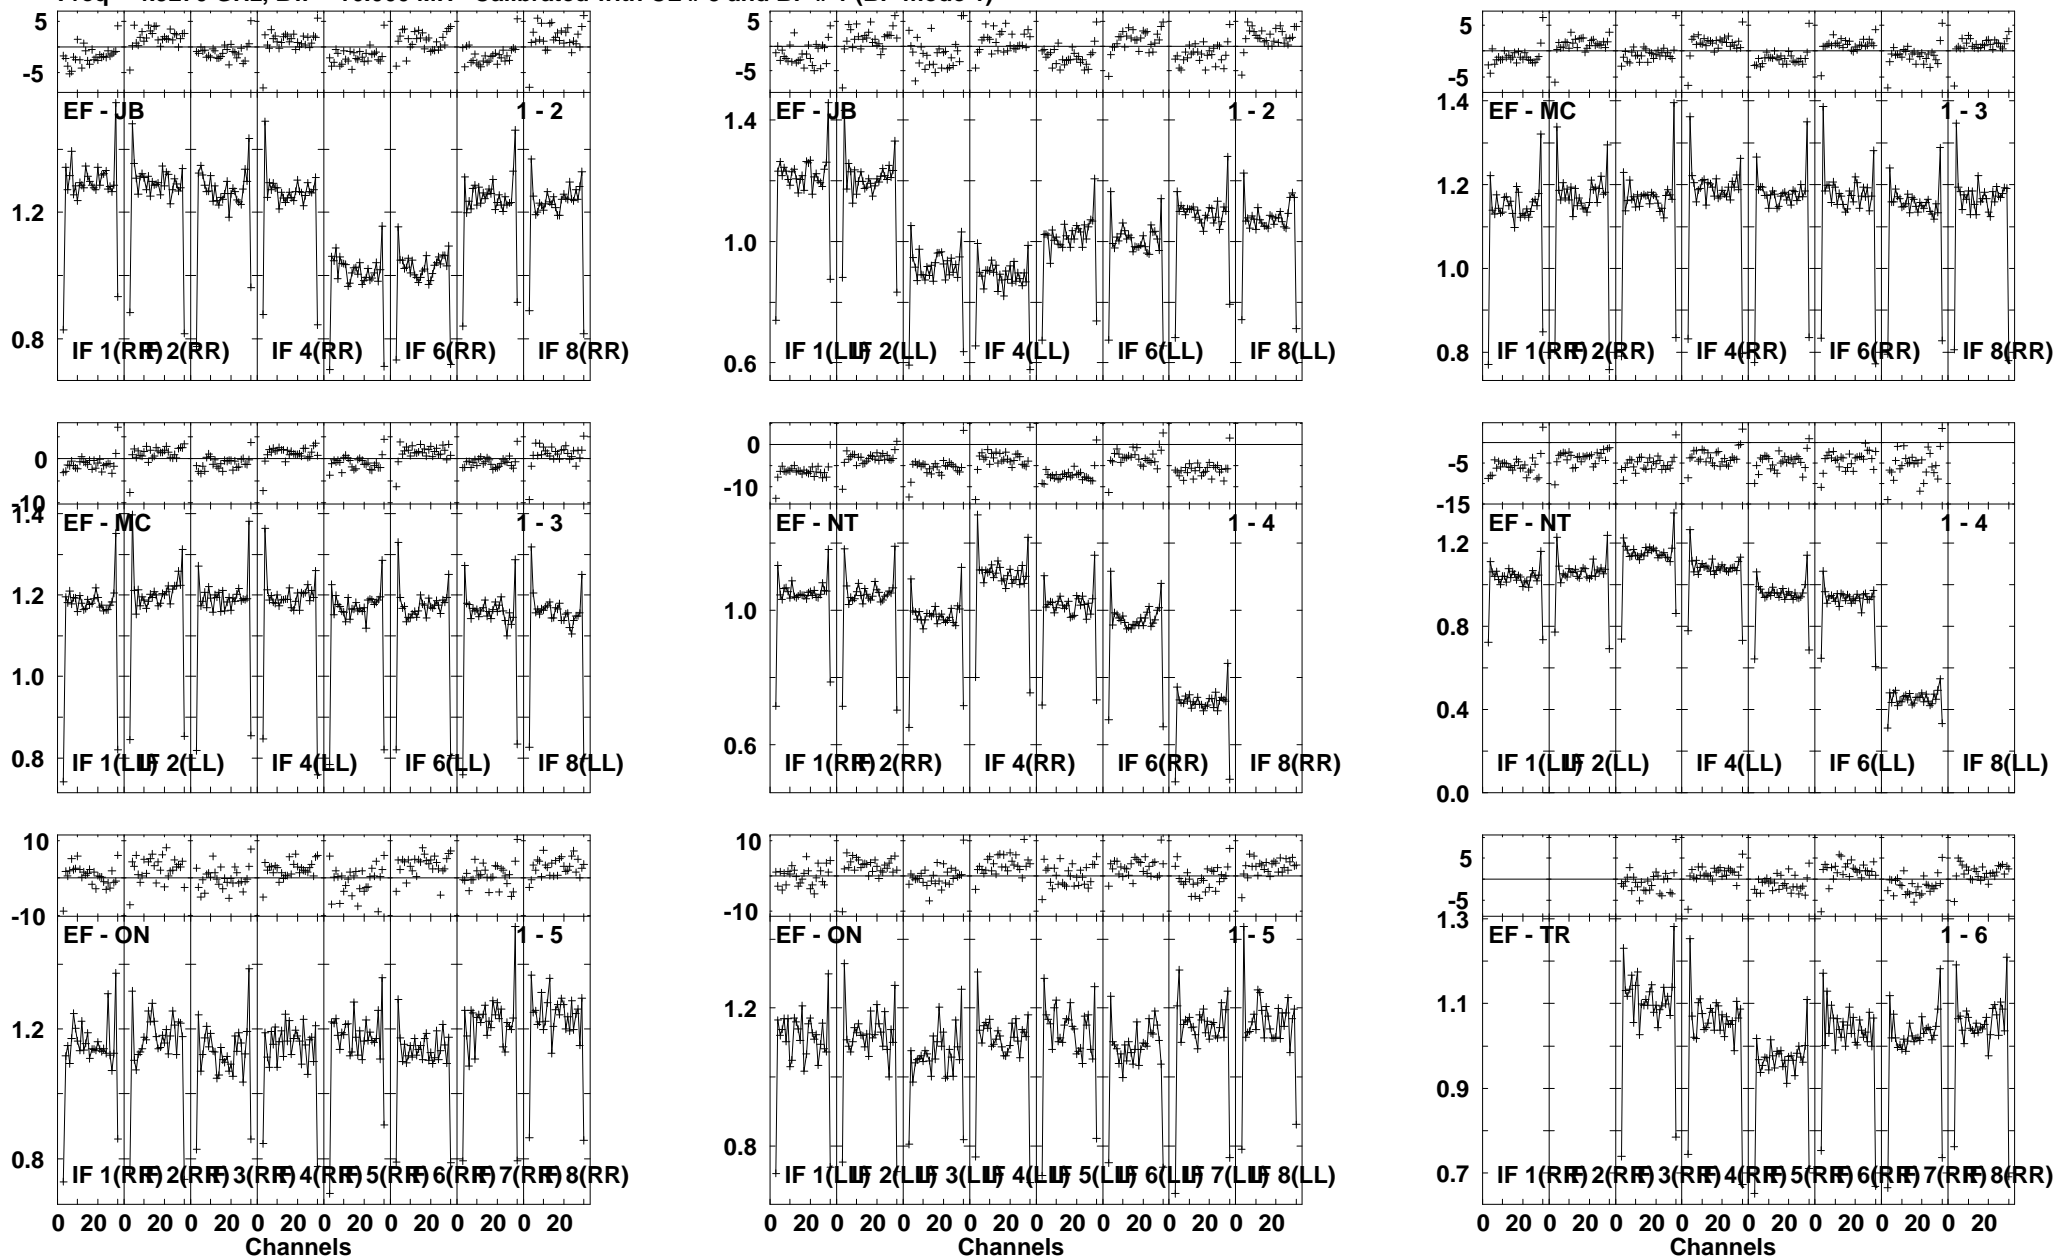 5
-5
EF - JB
1 - 2
1.2
0.8
IF 1(RR)
IF 2(RR)
IF 4(RR)
IF 6(RR)
IF 8(RR)
5
-5
EF - JB
1 - 2
1.4
1.0
0.6
IF 1(LL)
IF 2(LL)
IF 4(LL)
IF 6(LL)
IF 8(LL)
5
-5
1.4
EF - MC
1 - 3
1.2
1.0
0.8
IF 1(RR)
IF 2(RR)
IF 4(RR)
IF 6(RR)
IF 8(RR)
0
-10
1.4
EF - MC
1 - 3
1.2
1.0
0.8
IF 1(LL)
IF 2(LL)
IF 4(LL)
IF 6(LL)
IF 8(LL)
0
-10
EF - NT
1 - 4
1.0
0.6
IF 1(RR)
IF 2(RR)
IF 4(RR)
IF 6(RR)
IF 8(RR)
-5
-15
EF - NT
1 - 4
1.2
0.8
0.4
0.0
IF 1(LL)
IF 2(LL)
IF 4(LL)
IF 6(LL)
IF 8(LL)
10
-10
EF - ON
1 - 5
1.2
0.8
IF 1(RR)
IF 2(RR)
IF 3(RR)
IF 4(RR)
IF 5(RR)
IF 6(RR)
IF 7(RR)
IF 8(RR)
0 20 0 20 0 20 0 20 0 20 0 20 0 20 0 20
Channels
10
-10
EF - ON
1 - 5
1.2
0.8
IF 1(LL)
IF 2(LL)
IF 3(LL)
IF 4(LL)
IF 5(LL)
IF 6(LL)
IF 7(LL)
IF 8(LL)
0 20 0 20 0 20 0 20 0 20 0 20 0 20 0 20
Channels
5
-5
1.3
EF - TR
1 - 6
1.1
0.9
0.7
IF 1(RR)
IF 2(RR)
IF 3(RR)
IF 4(RR)
IF 5(RR)
IF 6(RR)
IF 7(RR)
IF 8(RR)
0 20 0 20 0 20 0 20 0 20 0 20 0 20 0 20
Channels